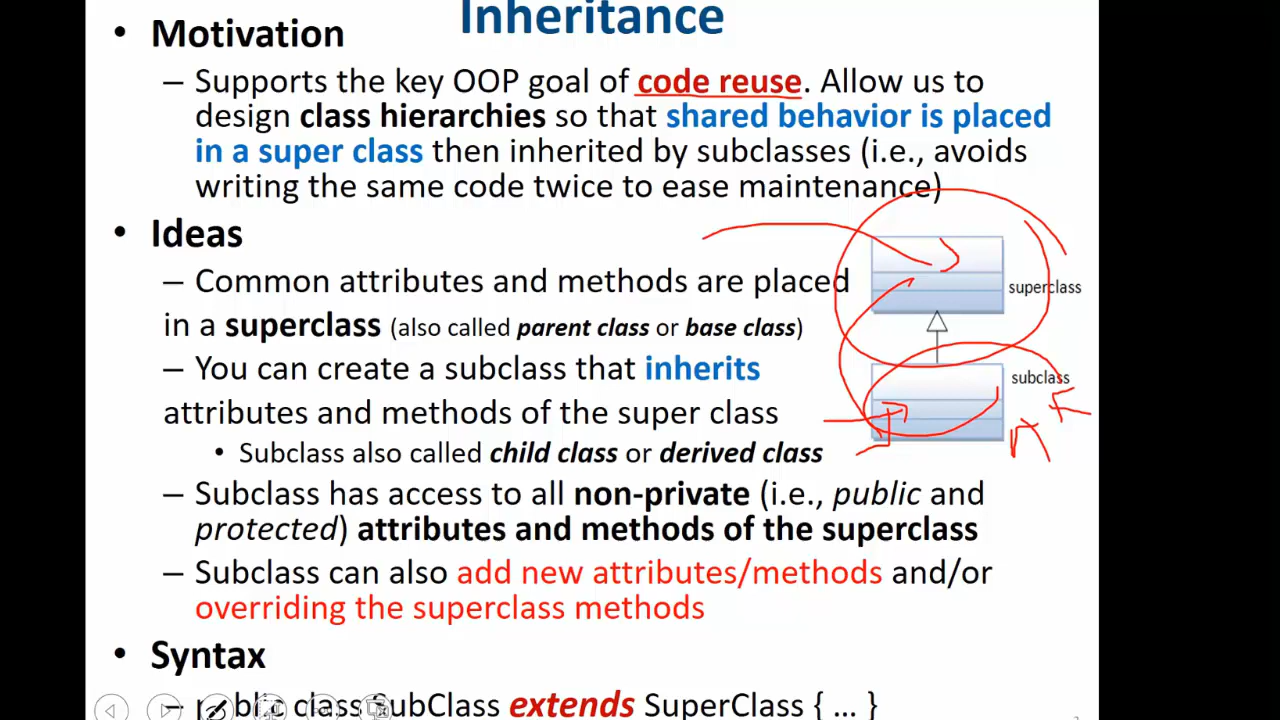 Inheritance
• Motivation
– Supports the key OOP goal of code reuse. Allow us to
design class hierarchies so that shared behavior is placed
in a super class then inherited by subclasses (i.e., avoids
writing the same code twice to ease maintenance)
• Ideas
– Common attributes and methods are placed
in a superclass (also called parent class or base class)
– You can create a subclass that inherits
attributes and methods of the super class
• Subclass also called child class or derived class
– Subclass has access to all non-private (i.e., public and
protected) attributes and methods of the superclass
– Subclass can also add new attributes/methods and/or
overriding the superclass methods
• Syntax
– public class SubClass extends SuperClass { ... }
superclass
subclass